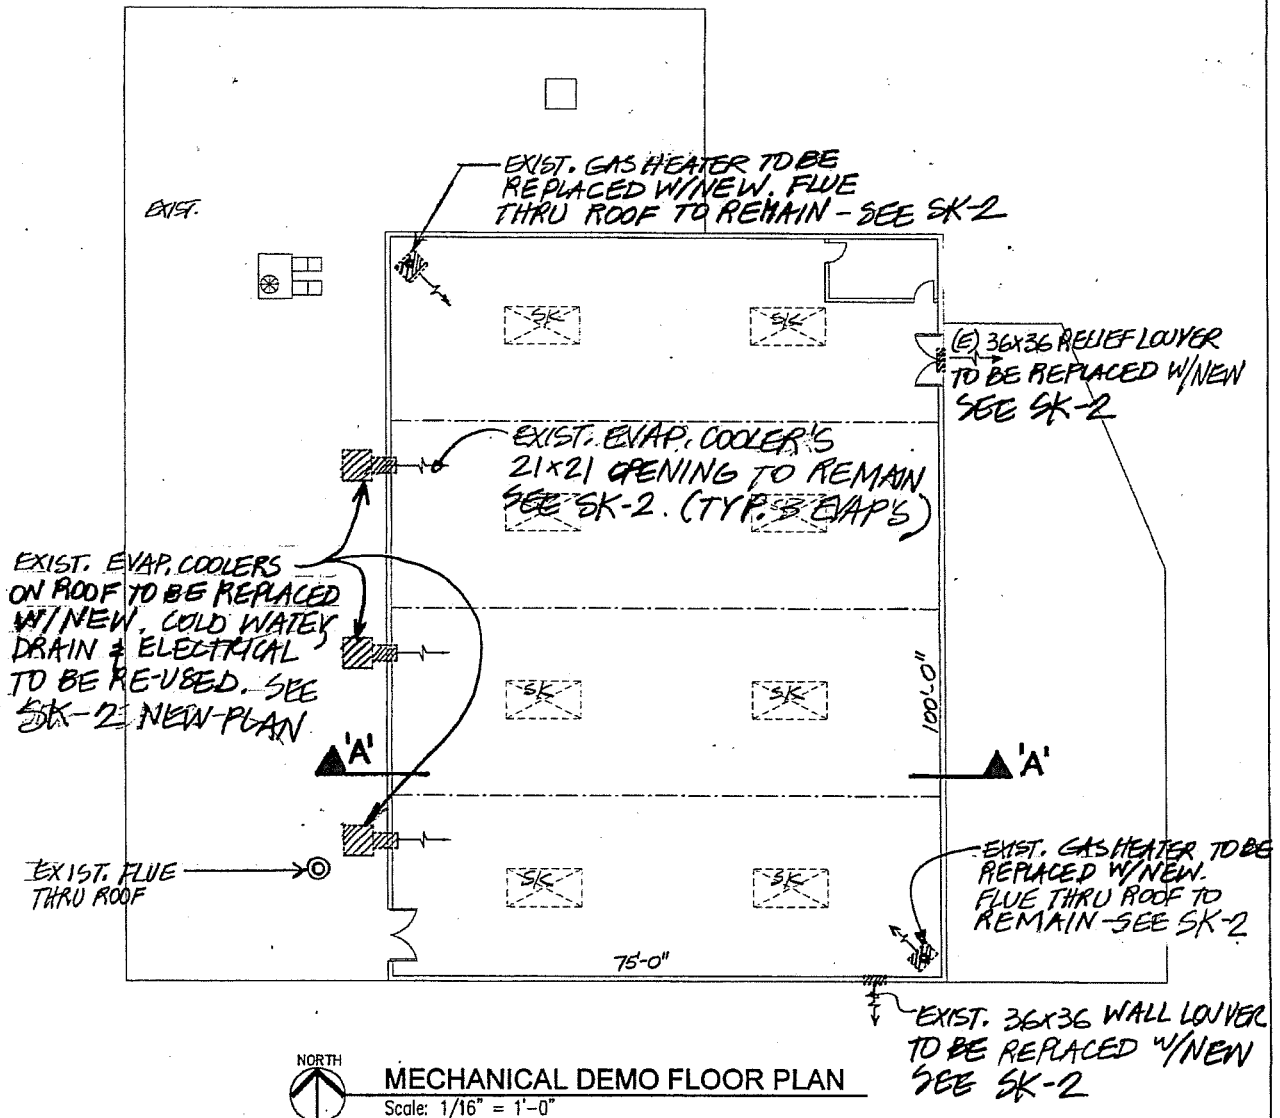 EXIST. GAS HEATER TO BE
REPLACED W/NEW. FLUE
THRU ROOF TO REMAIN - SEE SK-2
EXIST.
SK
SK
(E) 36x36 RELIEF LOUVER
TO BE REPLACED W/NEW
SEE SK-2
EXIST. EVAP. COOLER'S
21x21 OPENING TO REMAIN
SEE SK-2. (TYP. 3 EVAP'S)
EXIST. EVAP. COOLERS
ON ROOF TO BE REPLACED
W/NEW. COLD WATER,
DRAIN & ELECTRICAL
TO BE RE-USED. SEE
SK-2 NEW PLAN
SK
SK
100'-0"
'A'
'A'
EXIST. FLUE
THRU ROOF
SK
SK
EXIST. GAS HEATER TO BE
REPLACED W/NEW.
FLUE THRU ROOF TO
REMAIN - SEE SK-2
75'-0"
EXIST. 36x36 WALL LOUVER
TO BE REPLACED W/NEW
SEE SK-2
NORTH
MECHANICAL DEMO FLOOR PLAN
Scale: 1/16" = 1'-0"